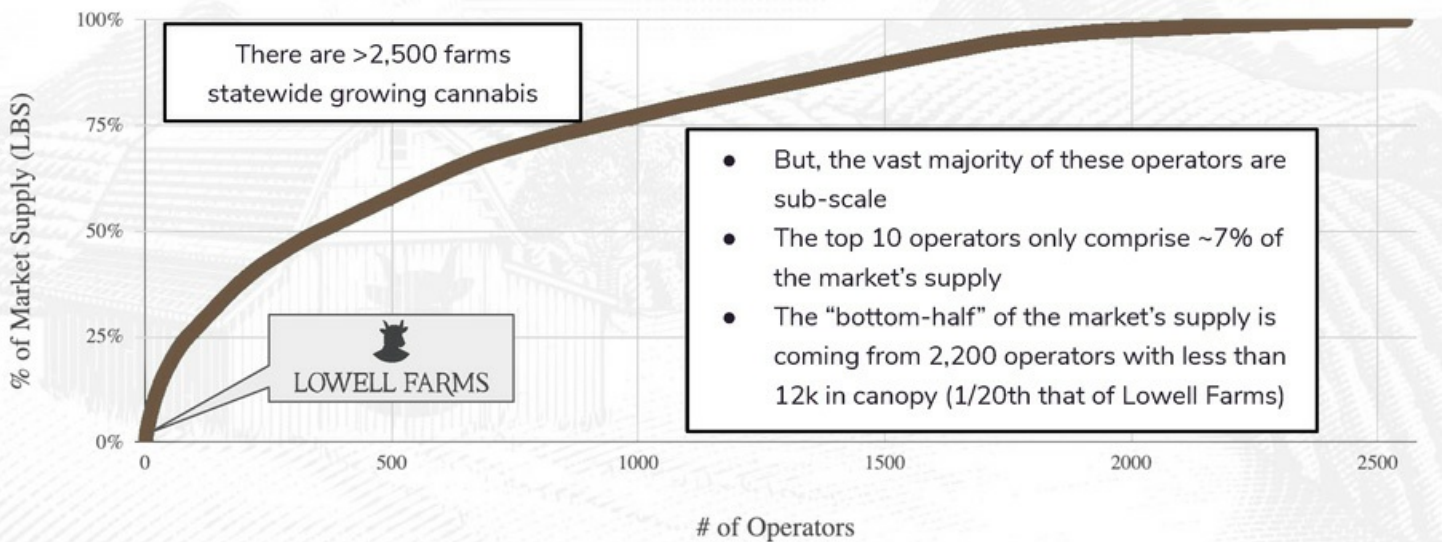 100%
There are >2,500 farms
statewide growing cannabis
75%
● But, the vast majority of these operators are
sub-scale
● The top 10 operators only comprise ~7% of
the market’s supply
● The “bottom-half” of the market’s supply is
coming from 2,200 operators with less than
12k in canopy (1/20th that of Lowell Farms)
50%
25%
LOWELL FARMS
0%
% of Market Supply (LBS)
0 500 1000 1500 2000 2500
# of Operators